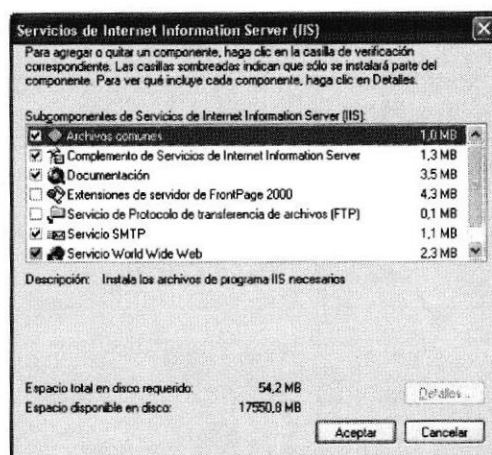 Servicios de Internet Information Server (IIS)
Para agregar o quitar un componente, haga clic en la casilla de verificación
correspondiente. Las casillas sombreadas indican que sólo se instalará parte del
componente. Para ver qué incluye cada componente, haga clic en Detalles.
Subcomponentes de Servicios de Internet Information Server (IIS):
Archivos comunes 1,0 MB
Complemento de Servicios de Internet Information Server 1,3 MB
Documentación 3,5 MB
Extensiones de servidor de FrontPage 2000 4,3 MB
Servicio de Protocolo de transferencia de archivos (FTP) 0,1 MB
Servicio SMTP 1,1 MB
Servicio World Wide Web 2,3 MB
Descripción: Instala los archivos de programa IIS necesarios
Espacio total en disco requerido: 54,2 MB
Detalles...
Espacio disponible en disco: 17550,8 MB
Aceptar Cancelar